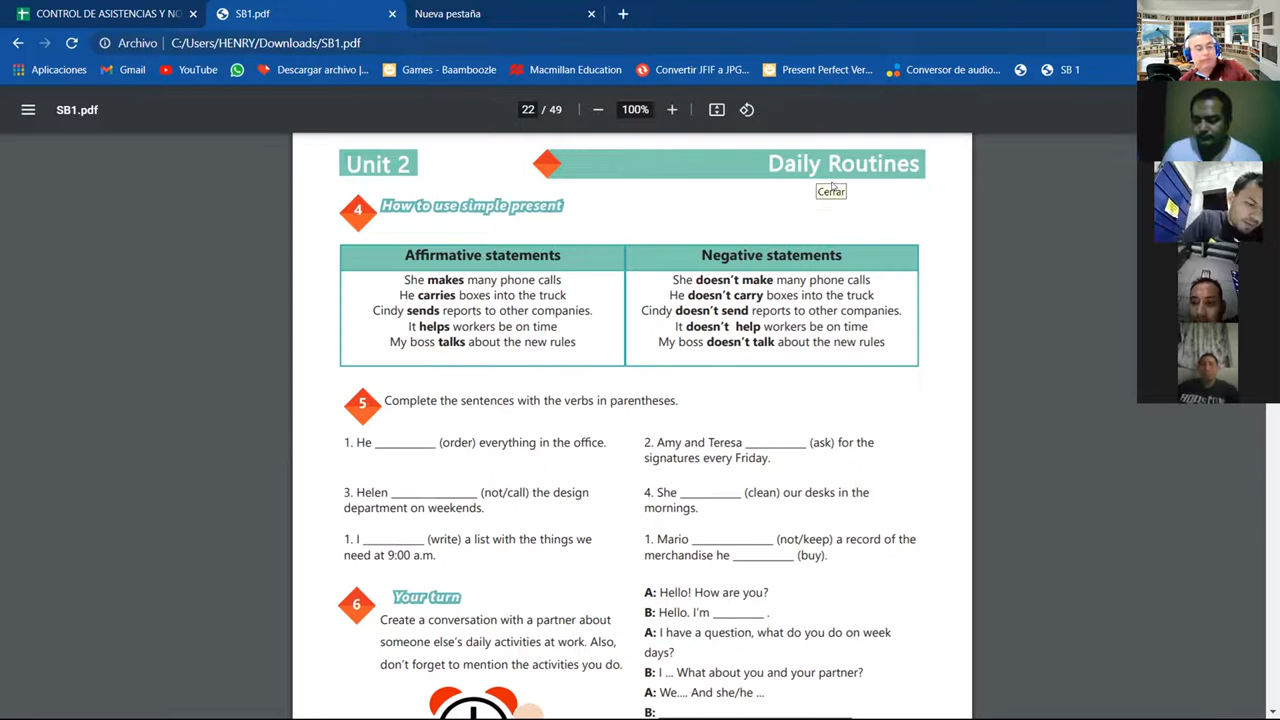 CONTROL DE ASISTENCIAS Y NO
SB1.pdf
Nueva pestaña
Archivo
C:/Users/HENRY/Downloads/SB1.pdf
Aplicaciones
Gmail
YouTube
Descargar archivo |...
Games - Baamboozle
Macmillan Education
Convertir JFIF a JPG...
Present Perfect Ver...
Conversor de audio...
SB 1
SB1.pdf
22 / 49
100%
Unit 2
Daily Routines
Cerrar
4
How to use simple present
Affirmative statements
She makes many phone calls
He carries boxes into the truck
Cindy sends reports to other companies.
It helps workers be on time
My boss talks about the new rules
Negative statements
She doesn't make many phone calls
He doesn't carry boxes into the truck
Cindy doesn't send reports to other companies.
It doesn't help workers be on time
My boss doesn't talk about the new rules
5
Complete the sentences with the verbs in parentheses.
1. He __________ (order) everything in the office.
2. Amy and Teresa __________ (ask) for the
signatures every Friday.
3. Helen ______________ (not/call) the design
department on weekends.
4. She __________ (clean) our desks in the
mornings.
1. I __________ (write) a list with the things we
need at 9:00 a.m.
1. Mario _____________ (not/keep) a record of the
merchandise he __________ (buy).
6
Your turn
Create a conversation with a partner about
someone else's daily activities at work. Also,
don't forget to mention the activities you do.
A: Hello! How are you?
B: Hello. I'm ________ .
A: I have a question, what do you do on week
days?
B: I ... What about you and your partner?
A: We.... And she/he ...
B: